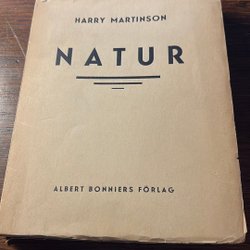 HARRY MARTINSON
NATUR
ALBERT BONNIERS FÖRLAG